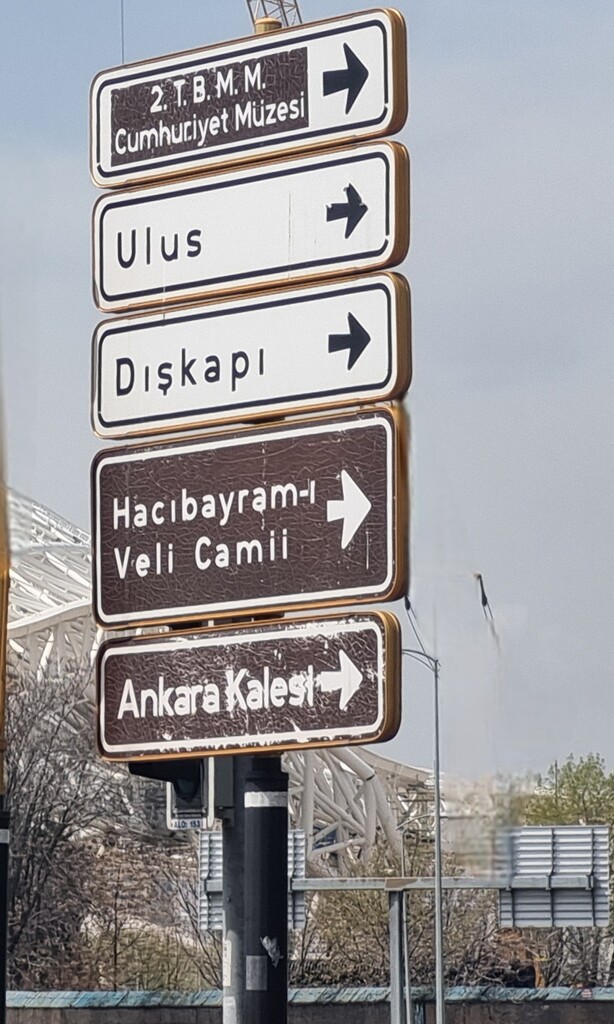 2. T. B. M. M.
Cumhuriyet Müzesi
Ulus
Dışkapı
Hacıbayram-ı
Veli Camii
Ankara Kalesi